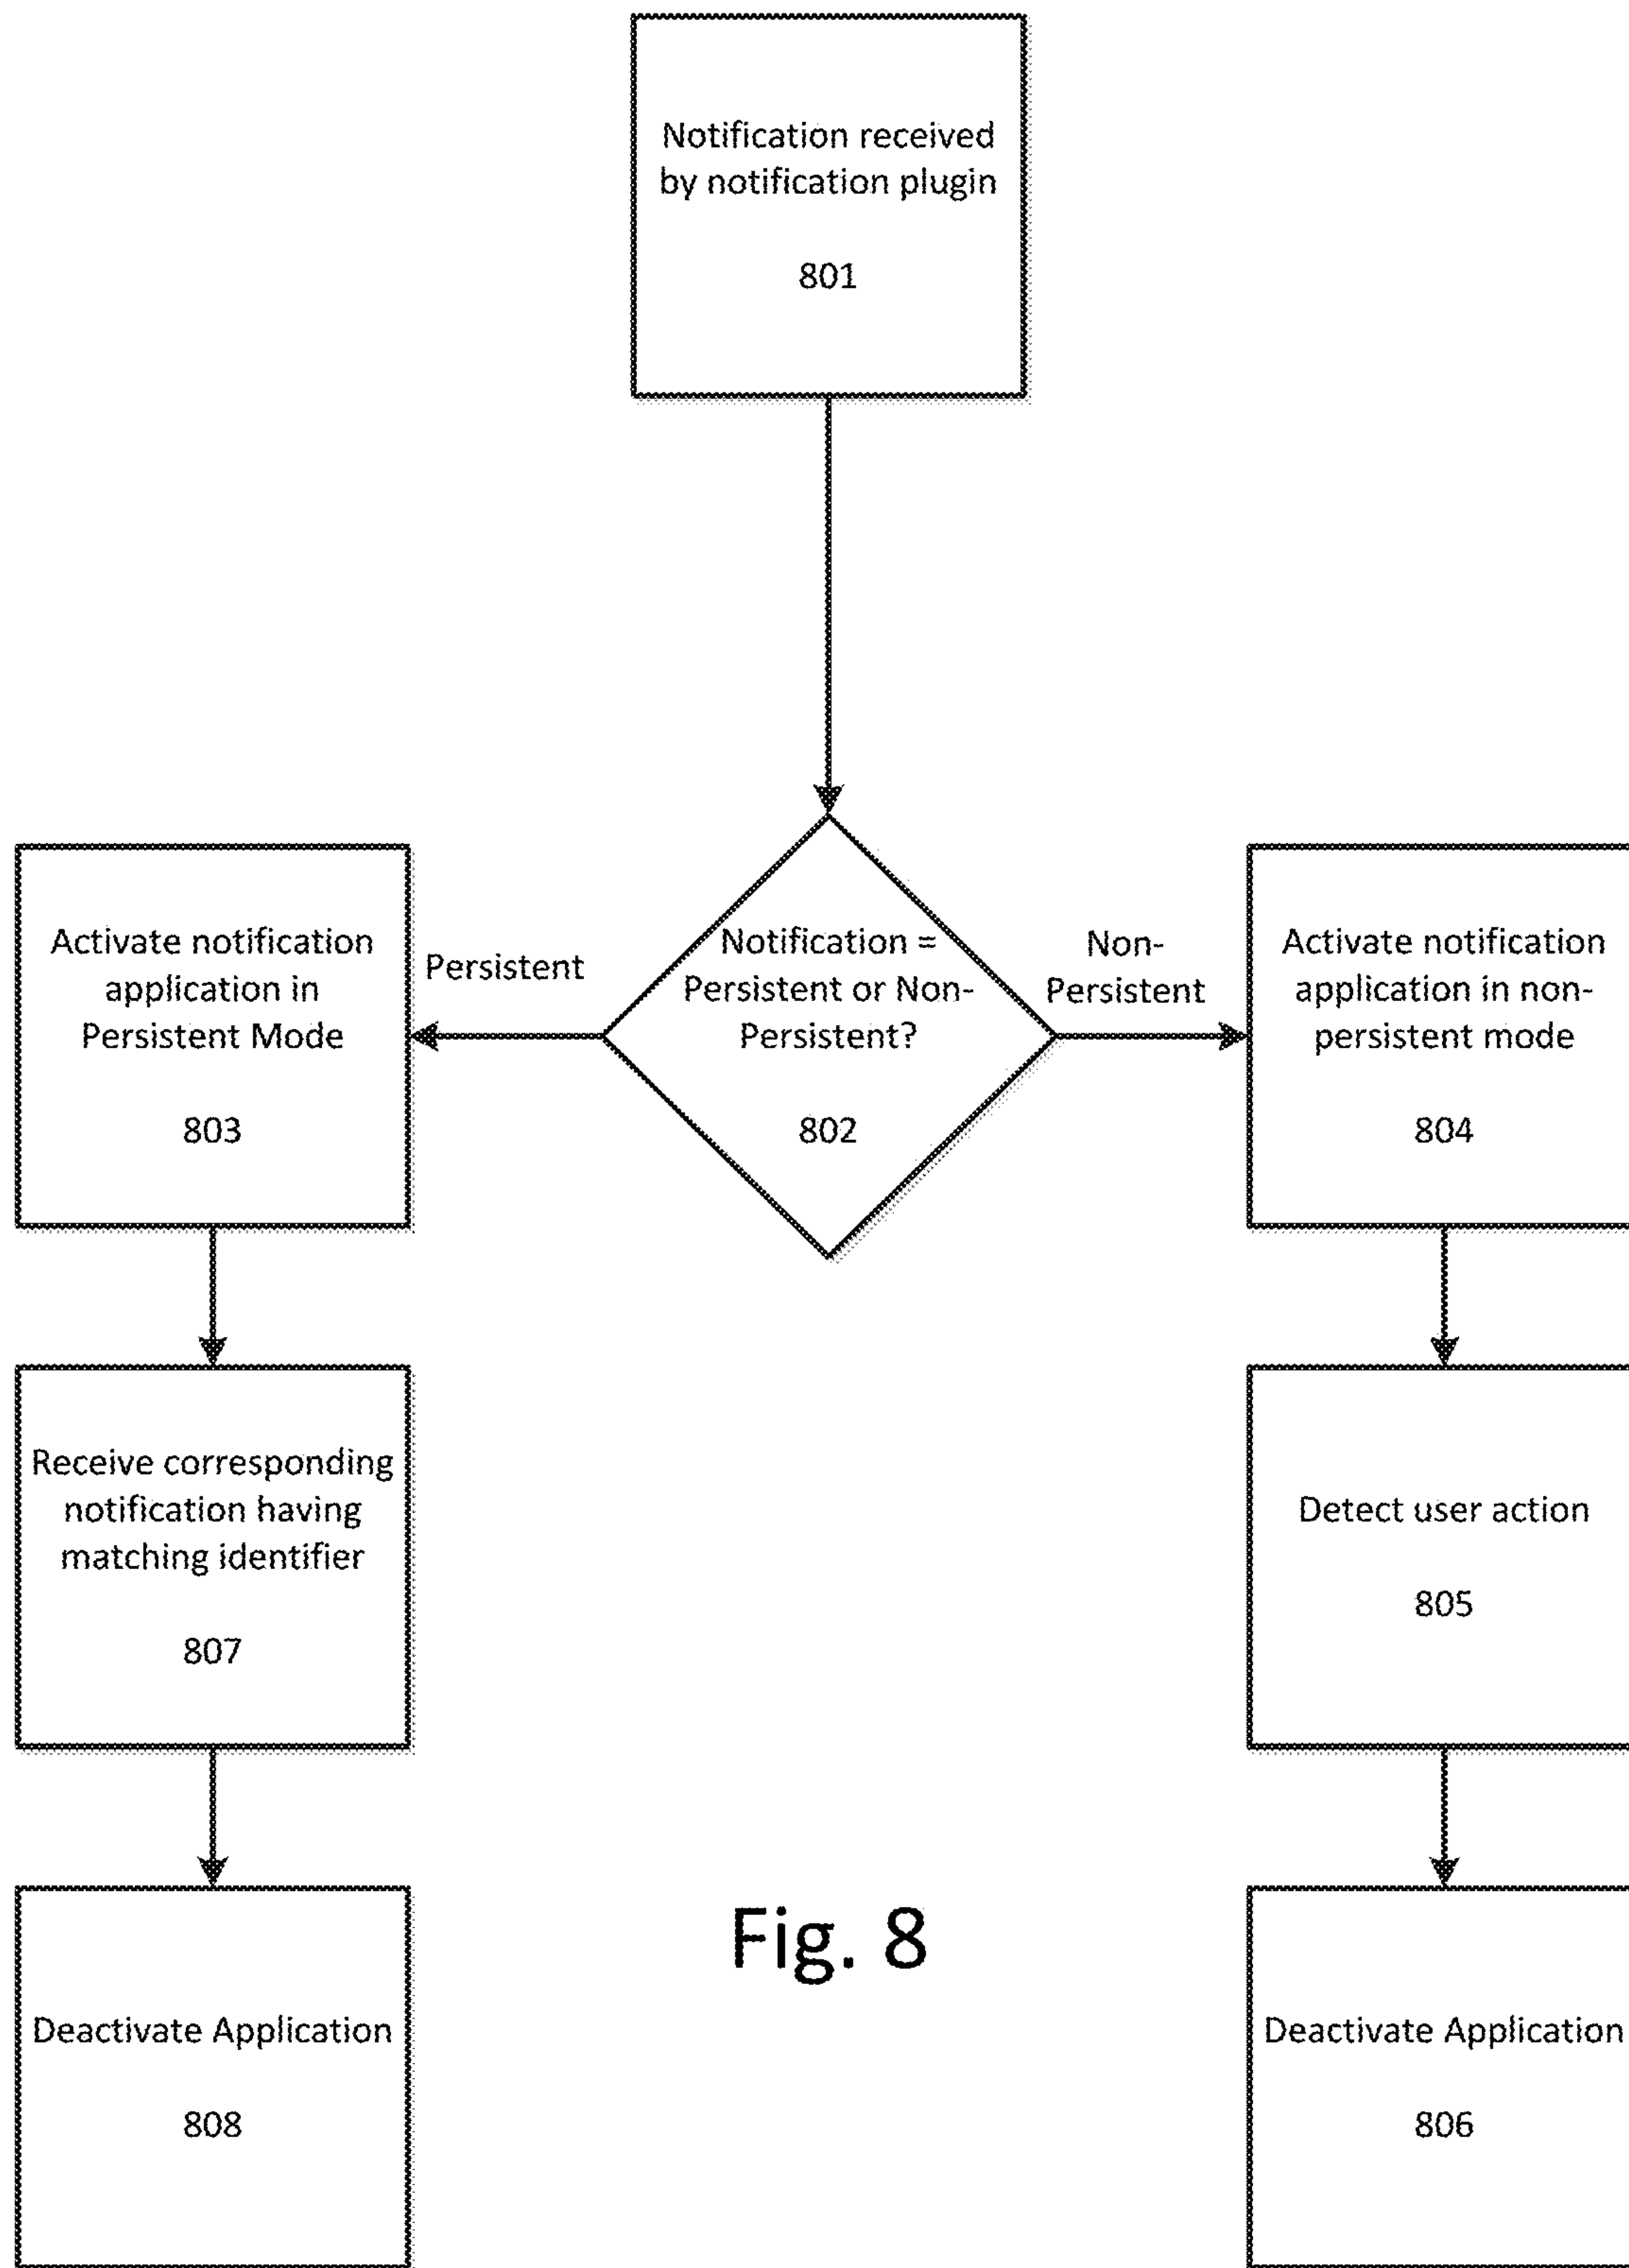 Notification received
by notification plugin
801
Activate notification
application in
Persistent Mode
803
Persistent
Notification =
Persistent or Non-
Persistent?
802
Non-
Persistent
Activate notification
application in non-
persistent mode
804
Receive corresponding
notification having
matching identifier
807
Detect user action
805
Deactivate Application
808
Fig. 8
Deactivate Application
806